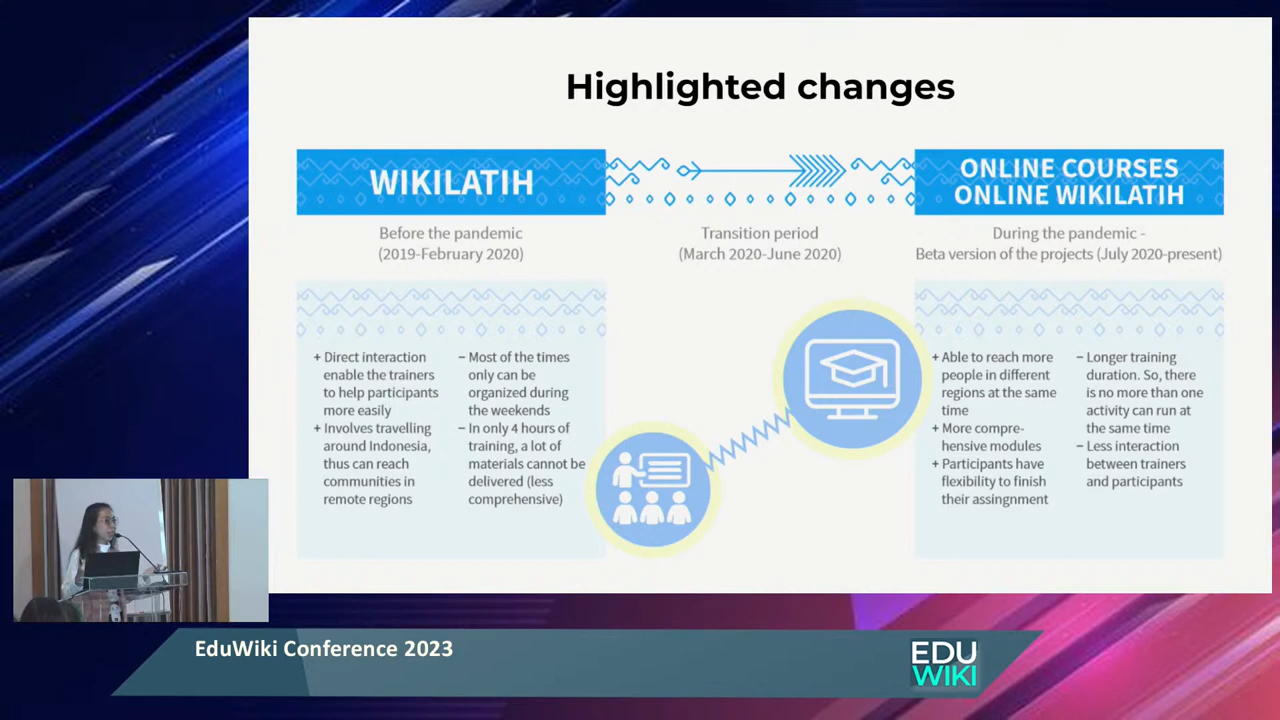 Highlighted changes
WIKILATIH
ONLINE COURSES
ONLINE WIKILATIH
Before the pandemic
(2019-February 2020)
Transition period
(March 2020-June 2020)
During the pandemic -
Beta version of the projects (July 2020-present)
+ Direct interaction
enable the trainers
to help participants
more easily
+ Involves travelling
around Indonesia,
thus can reach
communities in
remote regions
− Most of the times
only can be
organized during
the weekends
− In only 4 hours of
training, a lot of
materials cannot be
delivered (less
comprehensive)
+ Able to reach more
people in different
regions at the same
time
+ More compre-
hensive modules
+ Participants have
flexibility to finish
their assingnment
− Longer training
duration. So, there
is no more than one
activity can run at
the same time
− Less interaction
between trainers
and participants
EduWiki Conference 2023
EDU
WIKI